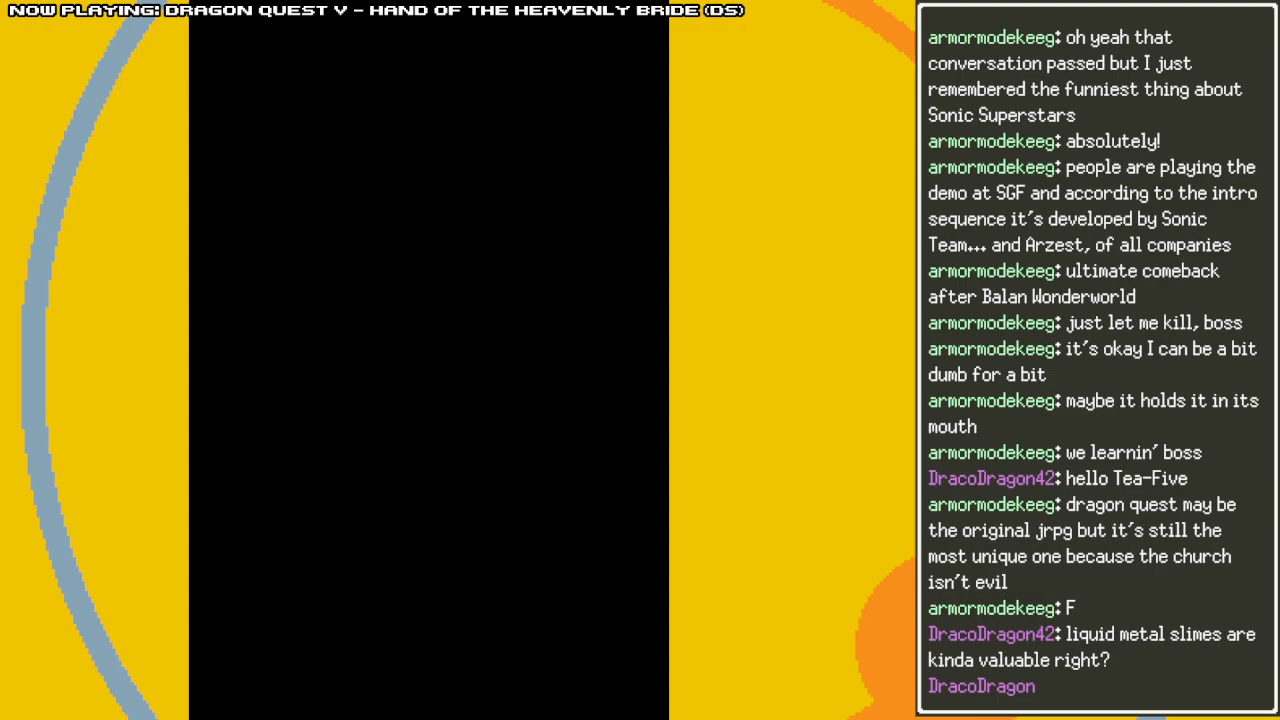 NOW PLAYING: DRAGON QUEST V - HAND OF THE HEAVENLY BRIDE (DS)
armormodekeeg: oh yeah that
conversation passed but I just
remembered the funniest thing about
Sonic Superstars
armormodekeeg: absolutely!
armormodekeeg: people are playing the
demo at SGF and according to the intro
sequence it's developed by Sonic
Team... and Arzest, of all companies
armormodekeeg: ultimate comeback
after Balan Wonderworld
armormodekeeg: just let me kill, boss
armormodekeeg: it's okay I can be a bit
dumb for a bit
armormodekeeg: maybe it holds it in its
mouth
armormodekeeg: we learnin' boss
DracoDragon42: hello Tea-Five
armormodekeeg: dragon quest may be
the original jrpg but it's still the
most unique one because the church
isn't evil
armormodekeeg: F
DracoDragon42: liquid metal slimes are
kinda valuable right?
DracoDragon